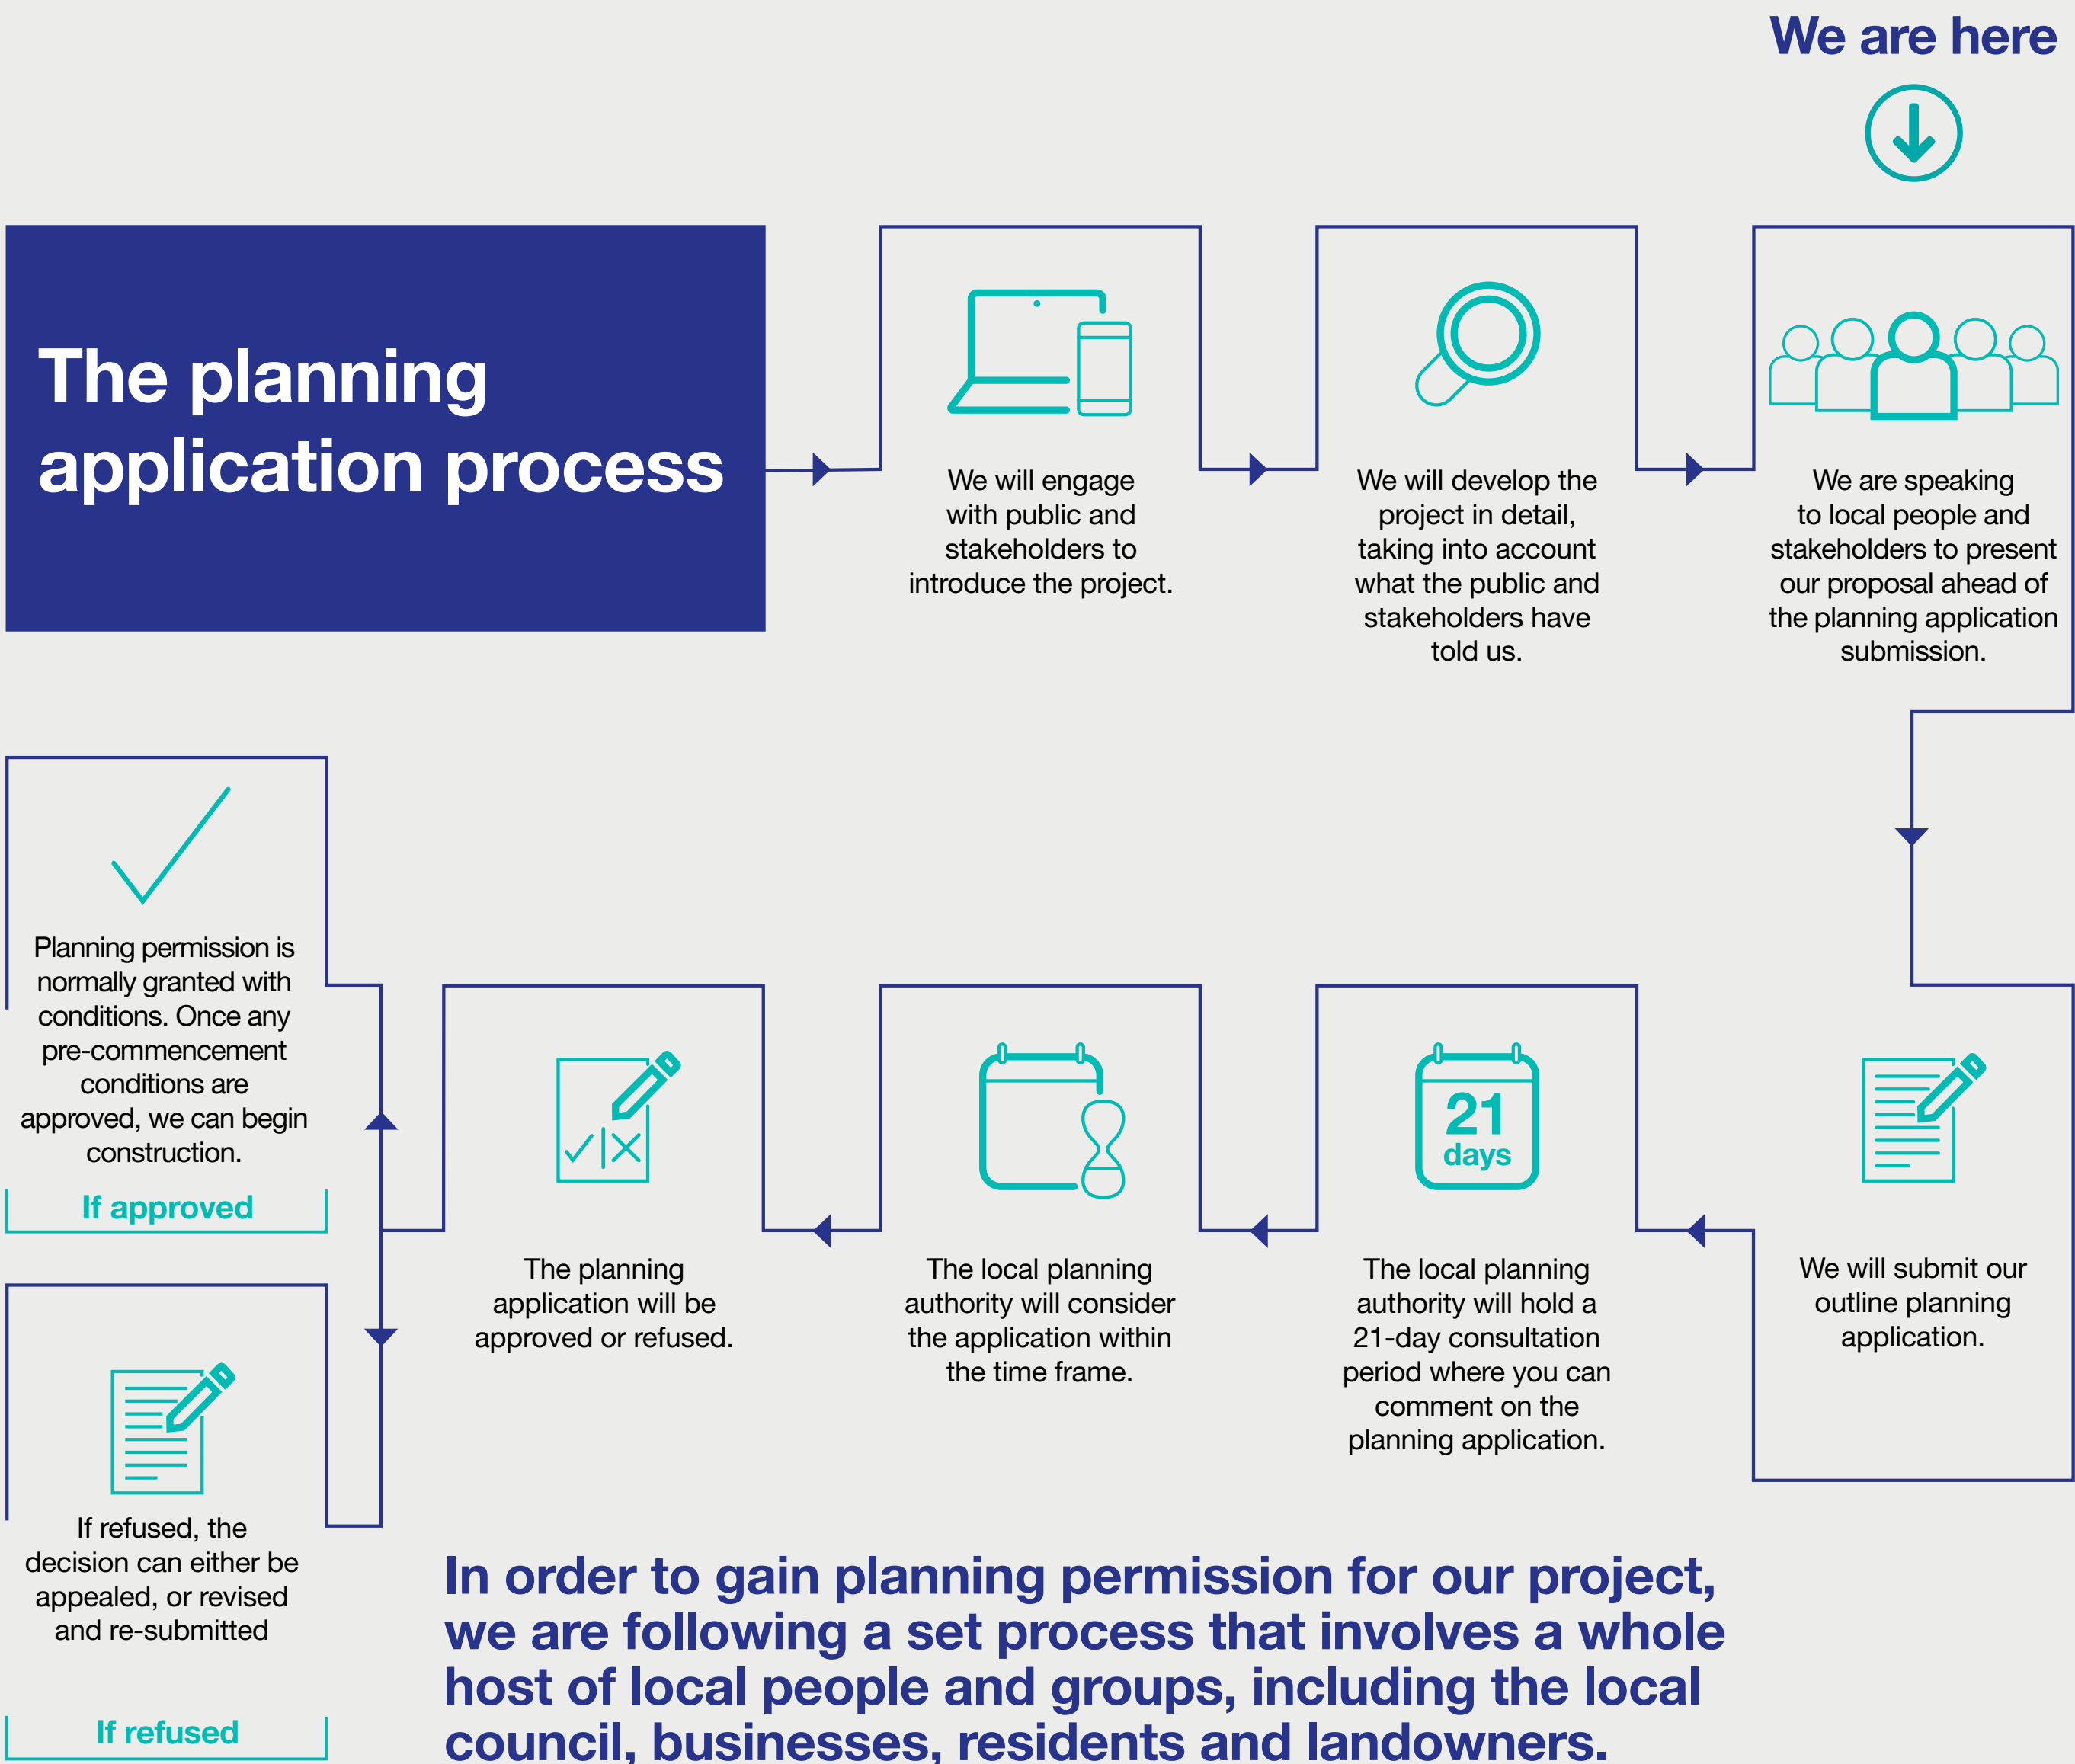 We are here
The planning
application process
We will engage
with public and
stakeholders to
introduce the project.
We will develop the
project in detail,
taking into account
what the public and
stakeholders have
told us.
We are speaking
to local people and
stakeholders to present
our proposal ahead of
the planning application
submission.
We will submit our
outline planning
application.
21
days
The local planning
authority will hold a
21-day consultation
period where you can
comment on the
planning application.
The local planning
authority will consider
the application within
the time frame.
The planning
application will be
approved or refused.
Planning permission is
normally granted with
conditions. Once any
pre-commencement
conditions are
approved, we can begin
construction.
If approved
If refused, the
decision can either be
appealed, or revised
and re-submitted
If refused
In order to gain planning permission for our project,
we are following a set process that involves a whole
host of local people and groups, including the local
council, businesses, residents and landowners.